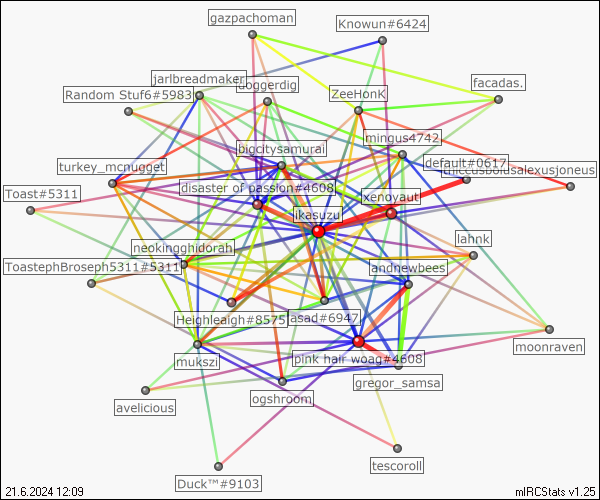 gazpachoman
Knowun#6424
jarlbreadmaker
doggerdig
facadas.
Random Stuf6#5983
ZeeHonK
mingus4742
bigcitysamurai
default#0617
turkey_mcnugget
disaster of passion#4608
xenoyaut
Toast#5311
ikasuzu
neokingghidorah
lahnk
ToastephBroseph5311#5311
andnewbees
Heighleaigh#8575
asad#6947
moonraven
mukszi
pink hair woag#4608
gregor_samsa
avelicious
ogshroom
tescoroll
Duck™#9103
21.6.2024 12:09
mIRCStats v1.25